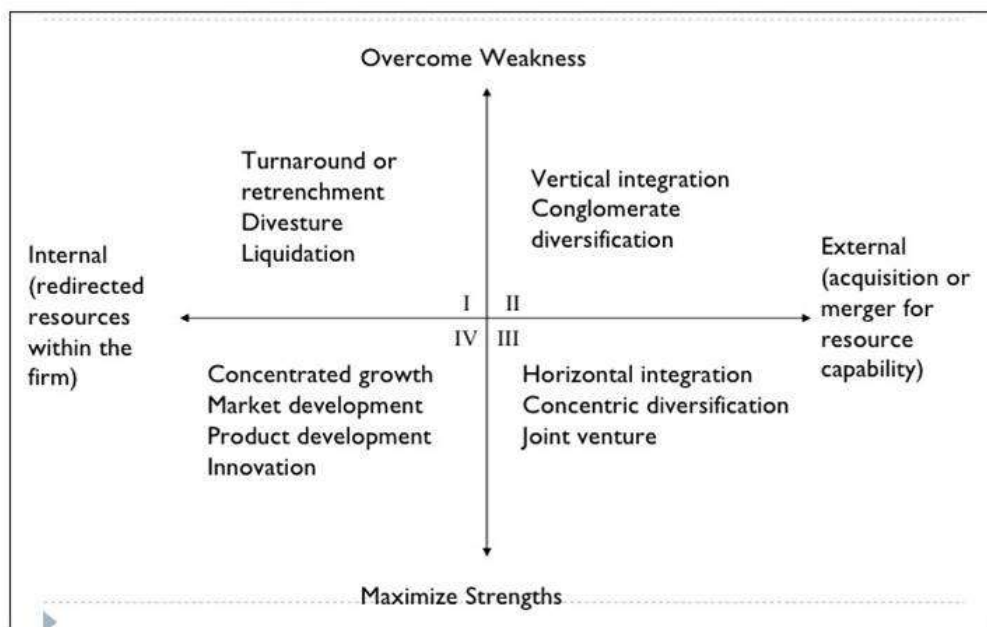 Overcome Weakness
Turnaround or
retrenchment
Divesture
Liquidation
Vertical integration
Conglomerate
diversification
Internal
(redirected
resources
within the
firm)
External
(acquisition or
merger for
resource
capability)
I II
IV III
Concentrated growth
Market development
Product development
Innovation
Horizontal integration
Concentric diversification
Joint venture
Maximize Strengths